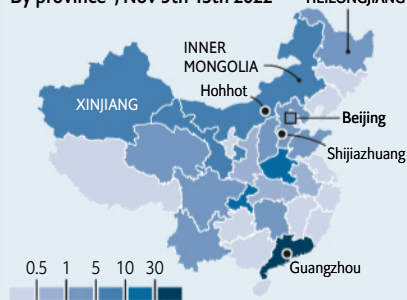 By province*, Nov 9th-15th 2022
HEILONGJIANG
INNER
MONGOLIA
XINJIANG
Hohhot
Beijing
Shijiazhuang
0.5 1 5 10 30
Guangzhou